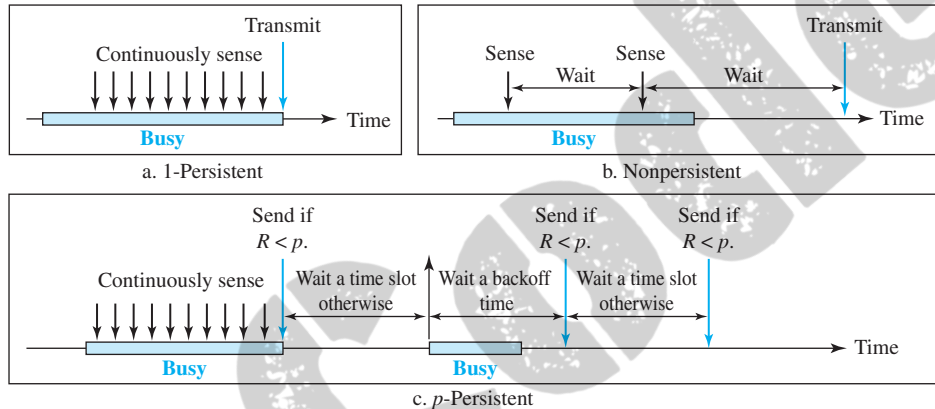 Transmit
Continuously sense
Time
Busy
a. 1-Persistent
Transmit
Sense
Sense
Wait
Wait
Time
Busy
b. Nonpersistent
Send if
R < p.
Send if
R < p.
Send if
R < p.
Continuously sense
Wait a time slot
otherwise
Wait a backoff
time
Wait a time slot
otherwise
Time
Busy
Busy
c. p-Persistent